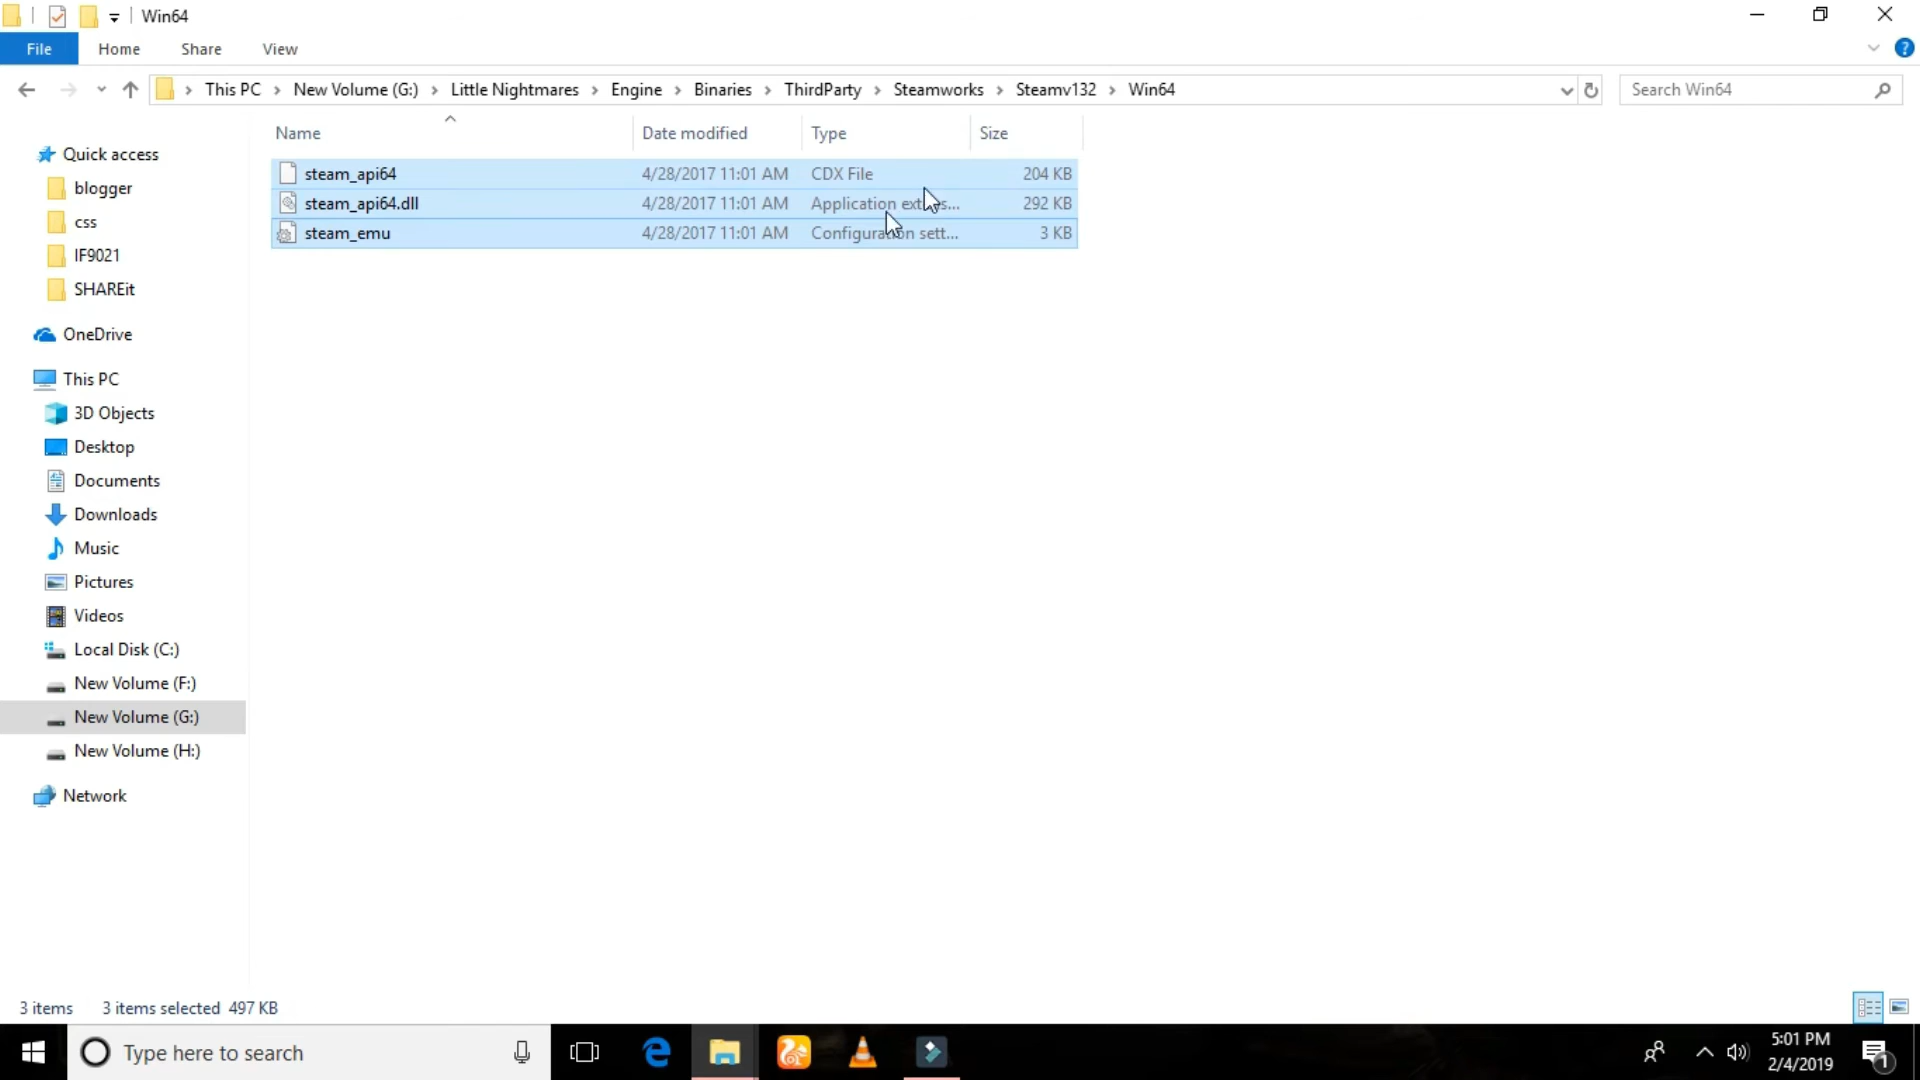 Win64
File Home Share View
This PC New Volume (G:) Little Nightmares Engine Binaries ThirdParty Steamworks Steamv132 Win64 Search Win64
Name Date modified Type Size
steam_api64 4/28/2017 11:01 AM CDX File 204 KB
steam_api64.dll 4/28/2017 11:01 AM Application extens... 292 KB
steam_emu 4/28/2017 11:01 AM Configuration sett... 3 KB
Quick access
blogger
css
IF9021
SHAREit
OneDrive
This PC
3D Objects
Desktop
Documents
Downloads
Music
Pictures
Videos
Local Disk (C:)
New Volume (F:)
New Volume (G:)
New Volume (H:)
Network
3 items 3 items selected 497 KB
Type here to search
5:01 PM
2/4/2019
1